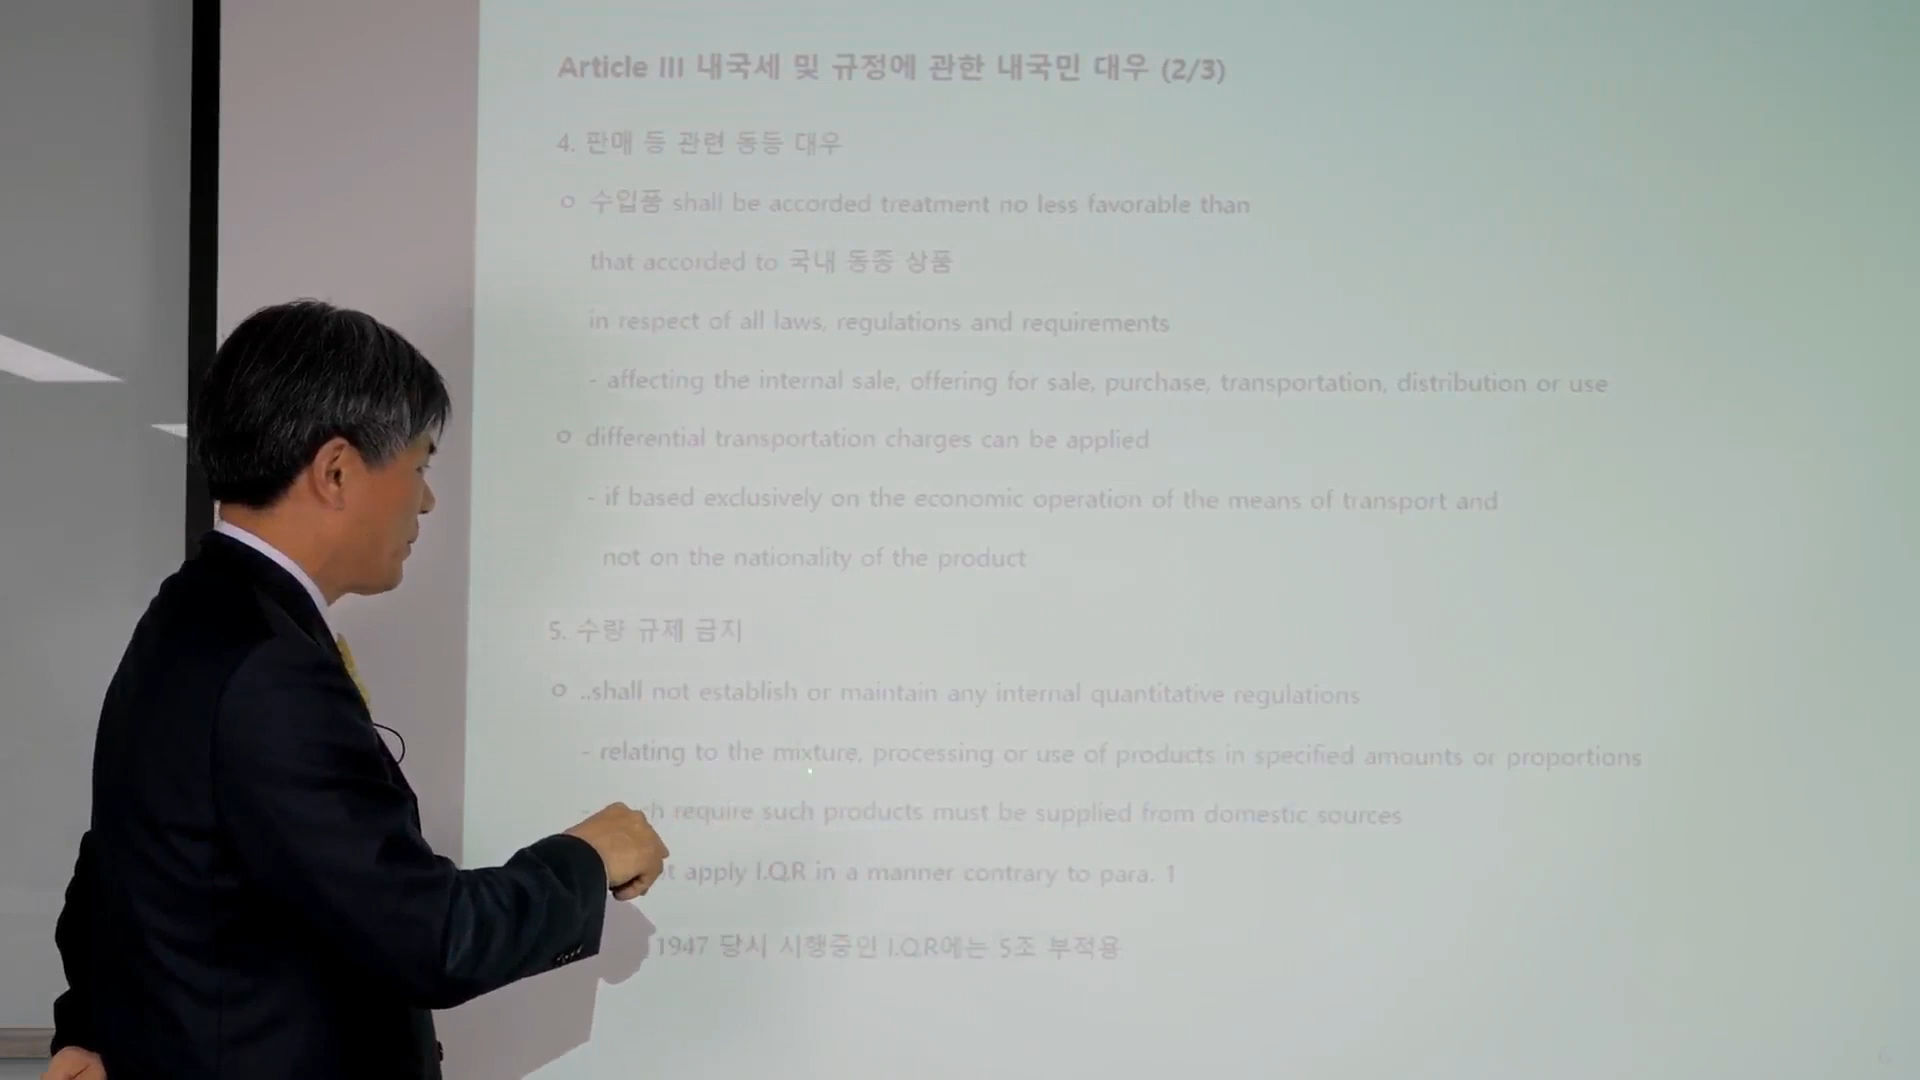 Article III 내국세 및 규정에 관한 내국민 대우 (2/3)
4. 판매 등 관련 동등 대우
o 수입품 shall be accorded treatment no less favorable than
that accorded to 국내 동종 상품
in respect of all laws, regulations and requirements
- affecting the internal sale, offering for sale, purchase, transportation, distribution or use
o differential transportation charges can be applied
- if based exclusively on the economic operation of the means of transport and
not on the nationality of the product
5. 수량 규제 금지
o ..shall not establish or maintain any internal quantitative regulations
- relating to the mixture, processing or use of products in specified amounts or proportions
- require such products must be supplied from domestic sources
apply I.Q.R in a manner contrary to para. 1
1947 당시 시행중인 I.Q.R에는 5조 부적용
6